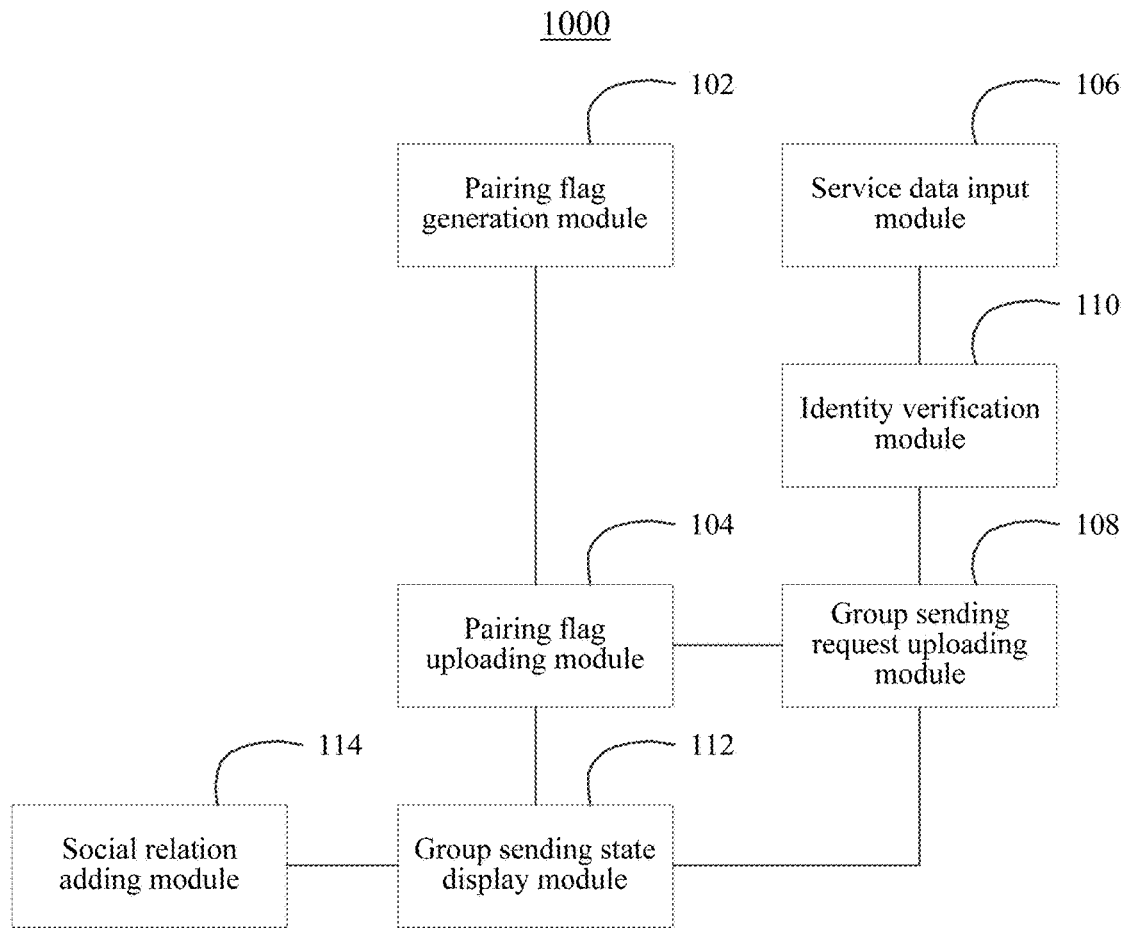 1000
102
106
Pairing flag
generation module
Service data input
module
110
Identity verification
module
104
108
Pairing flag
uploading module
Group sending
request uploading
module
114
112
Social relation
adding module
Group sending state
display module